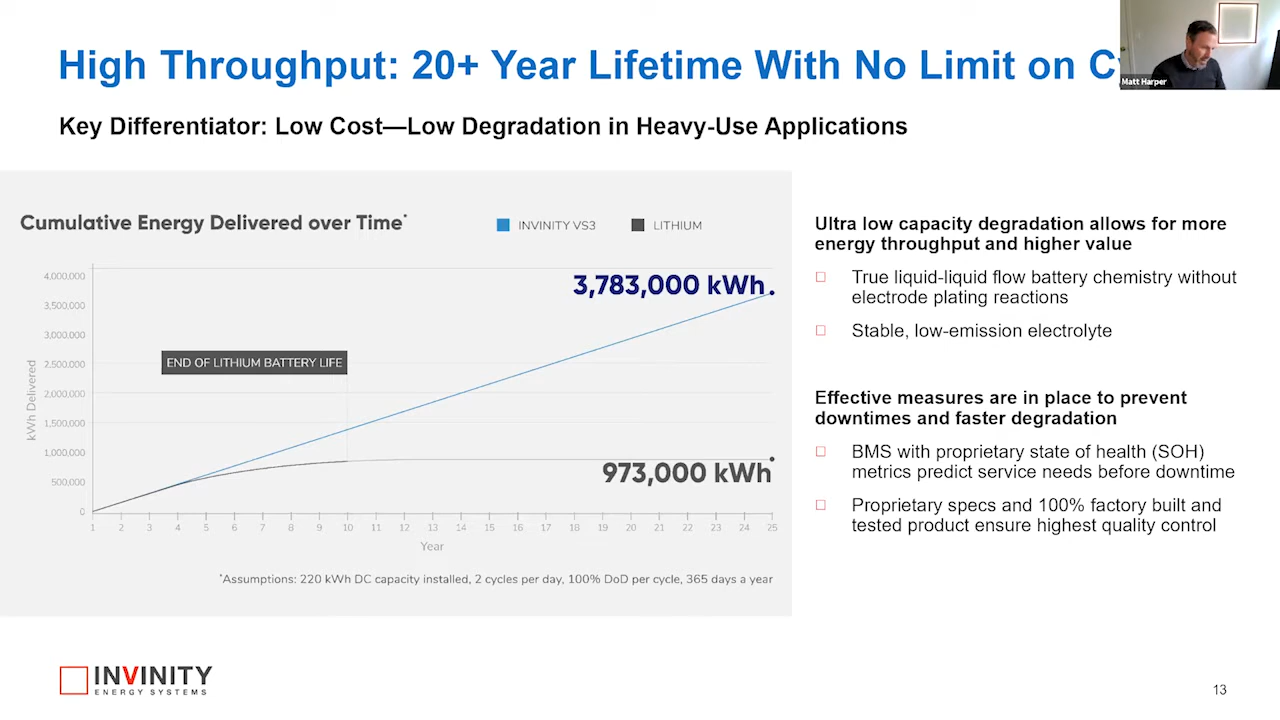 High Throughput: 20+ Year Lifetime With No Limit on
Matt Harper
Key Differentiator: Low Cost—Low Degradation in Heavy-Use Applications
Cumulative Energy Delivered over Time*
INVINITY VS3
LITHIUM
4,000,000
3,500,000
3,000,000
2,500,000
2,000,000
1,500,000
1,000,000
500,000
0
kWh Delivered
3,783,000 kWh
END OF LITHIUM BATTERY LIFE
973,000 kWh
1 2 3 4 5 6 7 8 9 10 11 12 13 14 15 16 17 18 19 20 21 22 23 24 25
Year
*Assumptions: 220 kWh DC capacity installed, 2 cycles per day, 100% DoD per cycle, 365 days a year
Ultra low capacity degradation allows for more
energy throughput and higher value
True liquid-liquid flow battery chemistry without
electrode plating reactions
Stable, low-emission electrolyte
Effective measures are in place to prevent
downtimes and faster degradation
BMS with proprietary state of health (SOH)
metrics predict service needs before downtime
Proprietary specs and 100% factory built and
tested product ensure highest quality control
INVINITY
ENERGY SYSTEMS
13